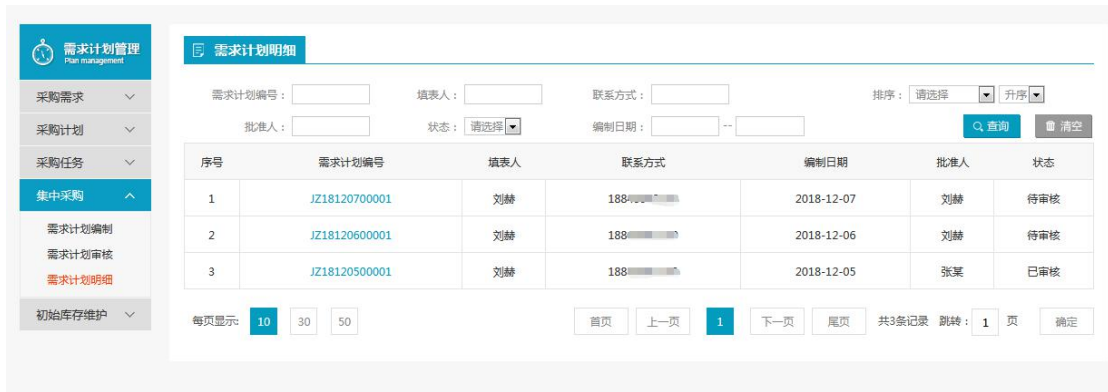 需求计划管理
Plan management
采购需求
采购计划
采购任务
集中采购
需求计划编制
需求计划审核
需求计划明细
初始库存维护
需求计划明细
需求计划编号： 填表人： 联系方式： 排序： 请选择 升序
批准人： 状态： 请选择 编制日期： -- 查询 清空
序号 需求计划编号 填表人 联系方式 编制日期 批准人 状态
1 JZ18120700001 刘赫 188 2018-12-07 刘赫 待审核
2 JZ18120600001 刘赫 188 2018-12-06 刘赫 待审核
3 JZ18120500001 刘赫 188 2018-12-05 张某 已审核
每页显示: 10 30 50 首页 上一页 1 下一页 尾页 共3条记录 跳转： 1 页 确定